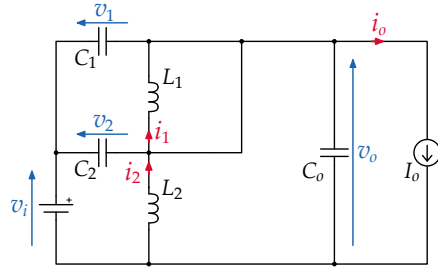 v₁
iₒ
C₁
L₁
v₂
i₁
C₂
i₂
vₒ
Cₒ
Iₒ
L₂
vᵢ
+